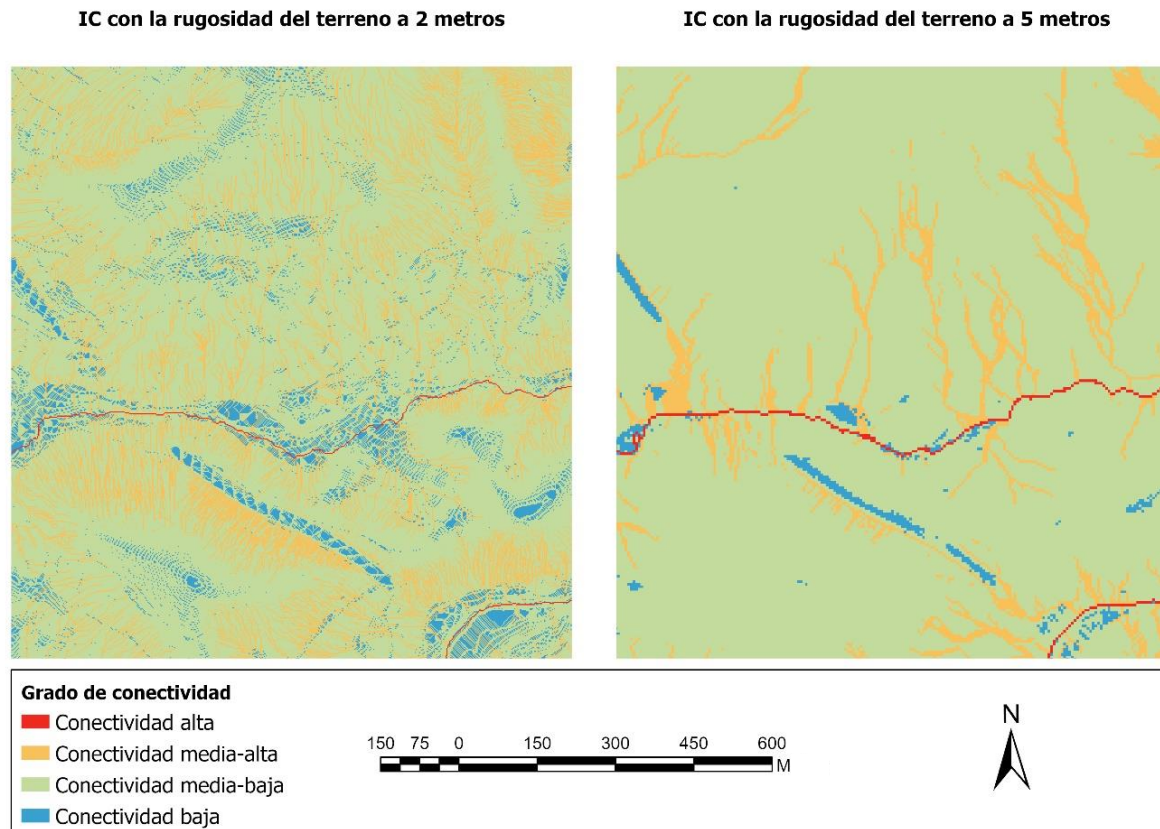 IC con la rugosidad del terreno a 2 metros
IC con la rugosidad del terreno a 5 metros
Grado de conectividad
Conectividad alta
Conectividad media-alta
Conectividad media-baja
Conectividad baja
150 75 0 150 300 450 600
M
N